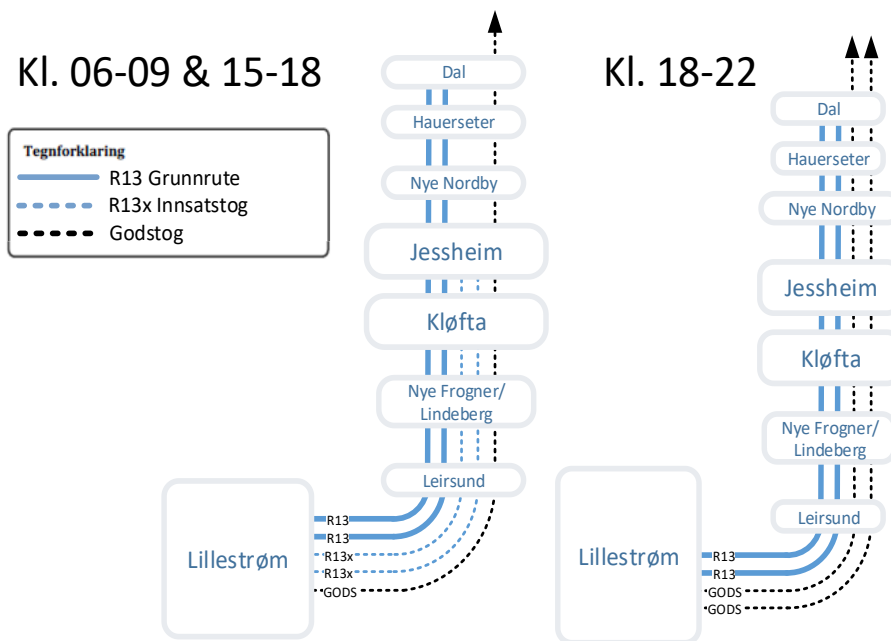 Kl. 06-09 & 15-18
Tegnforklaring
R13 Grunnrute
R13x Innsatstog
Godstog
Dal
Hauerseter
Nye Nordby
Jessheim
Kløfta
Nye Frogner/
Lindeberg
Leirsund
Lillestrøm
R13
R13
R13x
R13x
GODS
Kl. 18-22
Dal
Hauerseter
Nye Nordby
Jessheim
Kløfta
Nye Frogner/
Lindeberg
Leirsund
Lillestrøm
R13
R13
GODS
GODS